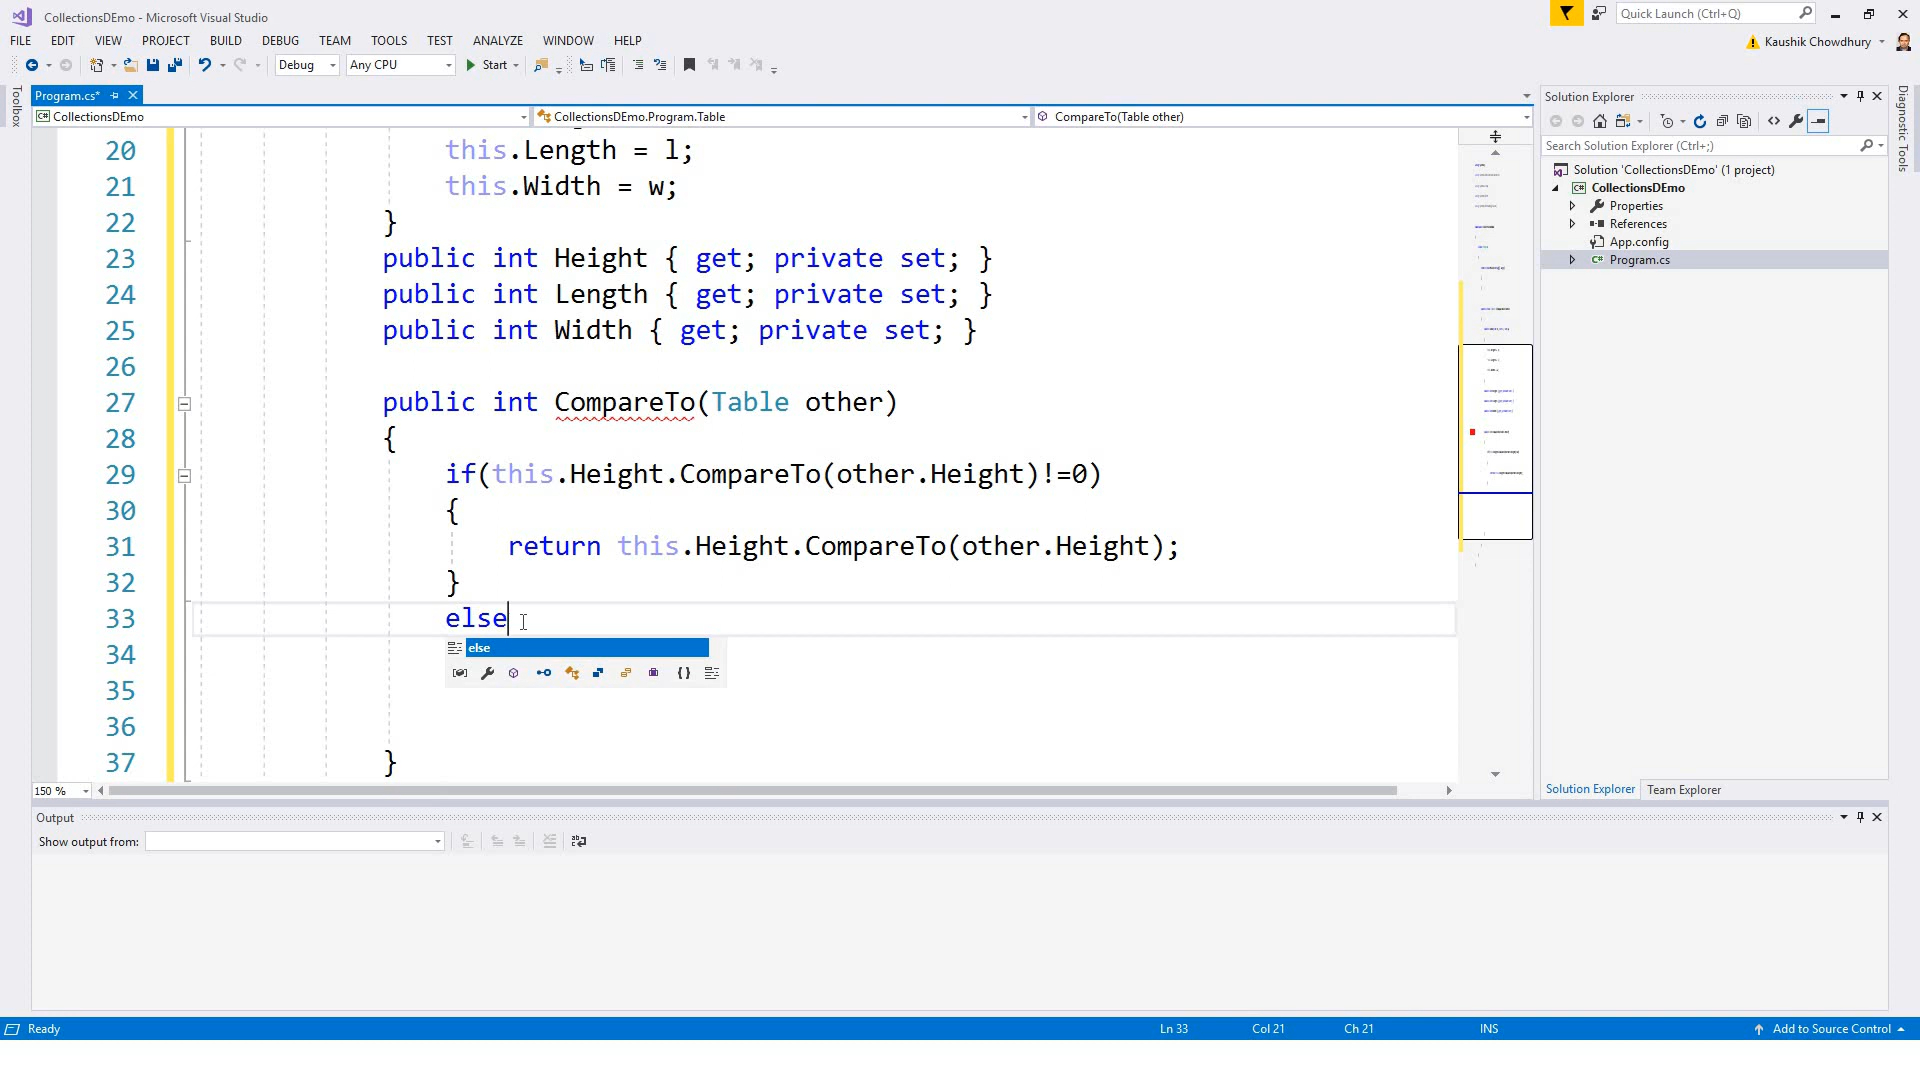 CollectionsDEmo - Microsoft Visual Studio
Quick Launch (Ctrl+Q)
FILE EDIT VIEW PROJECT BUILD DEBUG TEAM TOOLS TEST ANALYZE WINDOW HELP
Kaushik Chowdhury
Debug Any CPU Start
Toolbox
Program.cs*
CollectionsDEmo CollectionsDEmo.Program.Table CompareTo(Table other)
20 this.Length = l;
21 this.Width = w;
22 }
23 public int Height { get; private set; }
24 public int Length { get; private set; }
25 public int Width { get; private set; }
26
27 public int CompareTo(Table other)
28 {
29 if(this.Height.CompareTo(other.Height)!=0)
30 {
31 return this.Height.CompareTo(other.Height);
32 }
33 else
else
34
35
36
37 }
150 %
Solution Explorer
Search Solution Explorer (Ctrl+;)
Solution 'CollectionsDEmo' (1 project)
CollectionsDEmo
Properties
References
App.config
Program.cs
Solution Explorer Team Explorer
Diagnostic Tools
Output
Show output from:
Ready Ln 33 Col 21 Ch 21 INS Add to Source Control